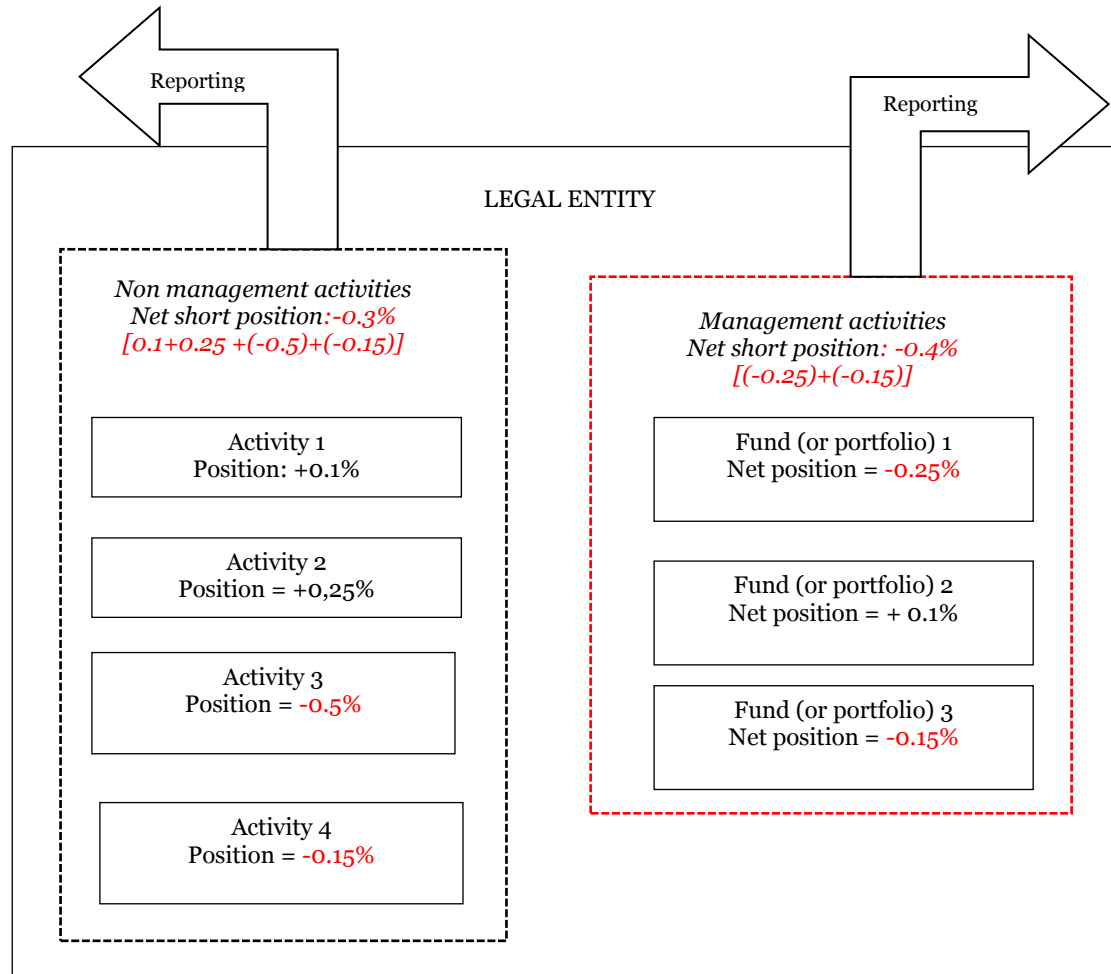 Reporting
Reporting
LEGAL ENTITY
Non management activities
Net short position:-0.3%
[0.1+0.25 +(-0.5)+(-0.15)]
Activity 1
Position: +0.1%
Activity 2
Position = +0,25%
Activity 3
Position = -0.5%
Activity 4
Position = -0.15%
Management activities
Net short position: -0.4%
[(-0.25)+(-0.15)]
Fund (or portfolio) 1
Net position = -0.25%
Fund (or portfolio) 2
Net position = + 0.1%
Fund (or portfolio) 3
Net position = -0.15%